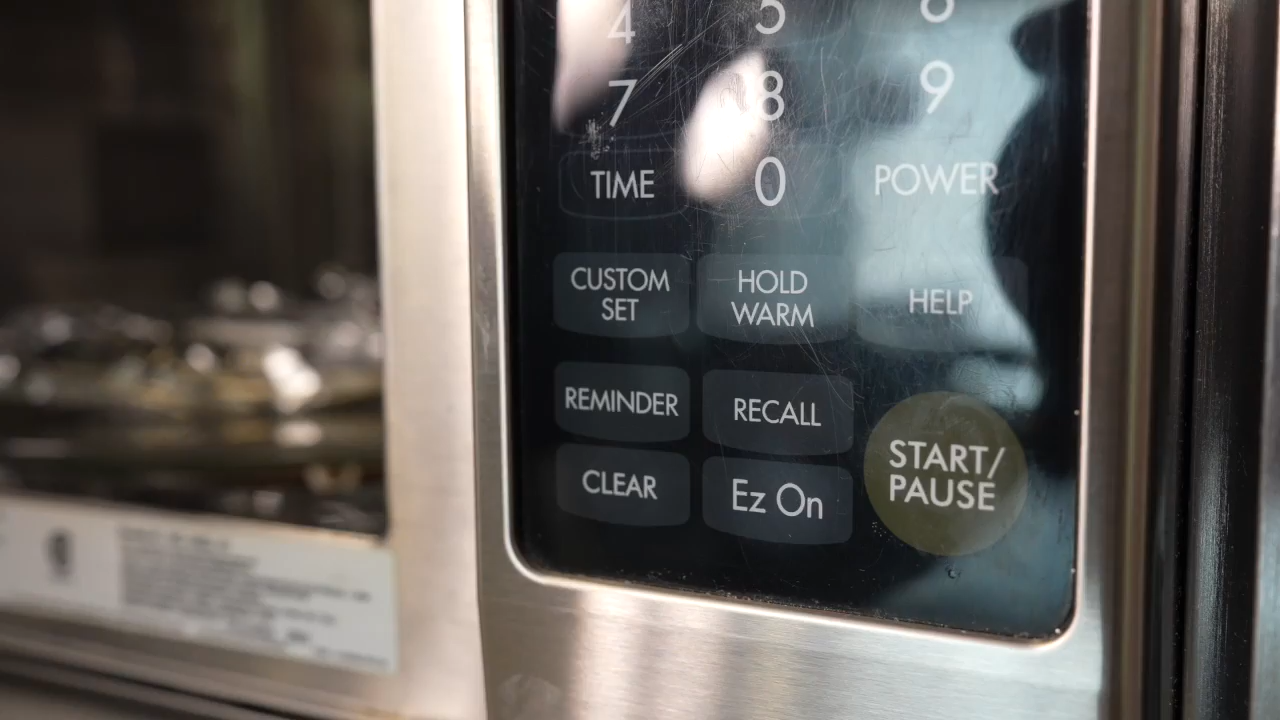 4 5 6
7 8 9
TIME 0 POWER
CUSTOM
SET
HOLD
WARM
HELP
REMINDER
RECALL
CLEAR
Ez On
START/
PAUSE